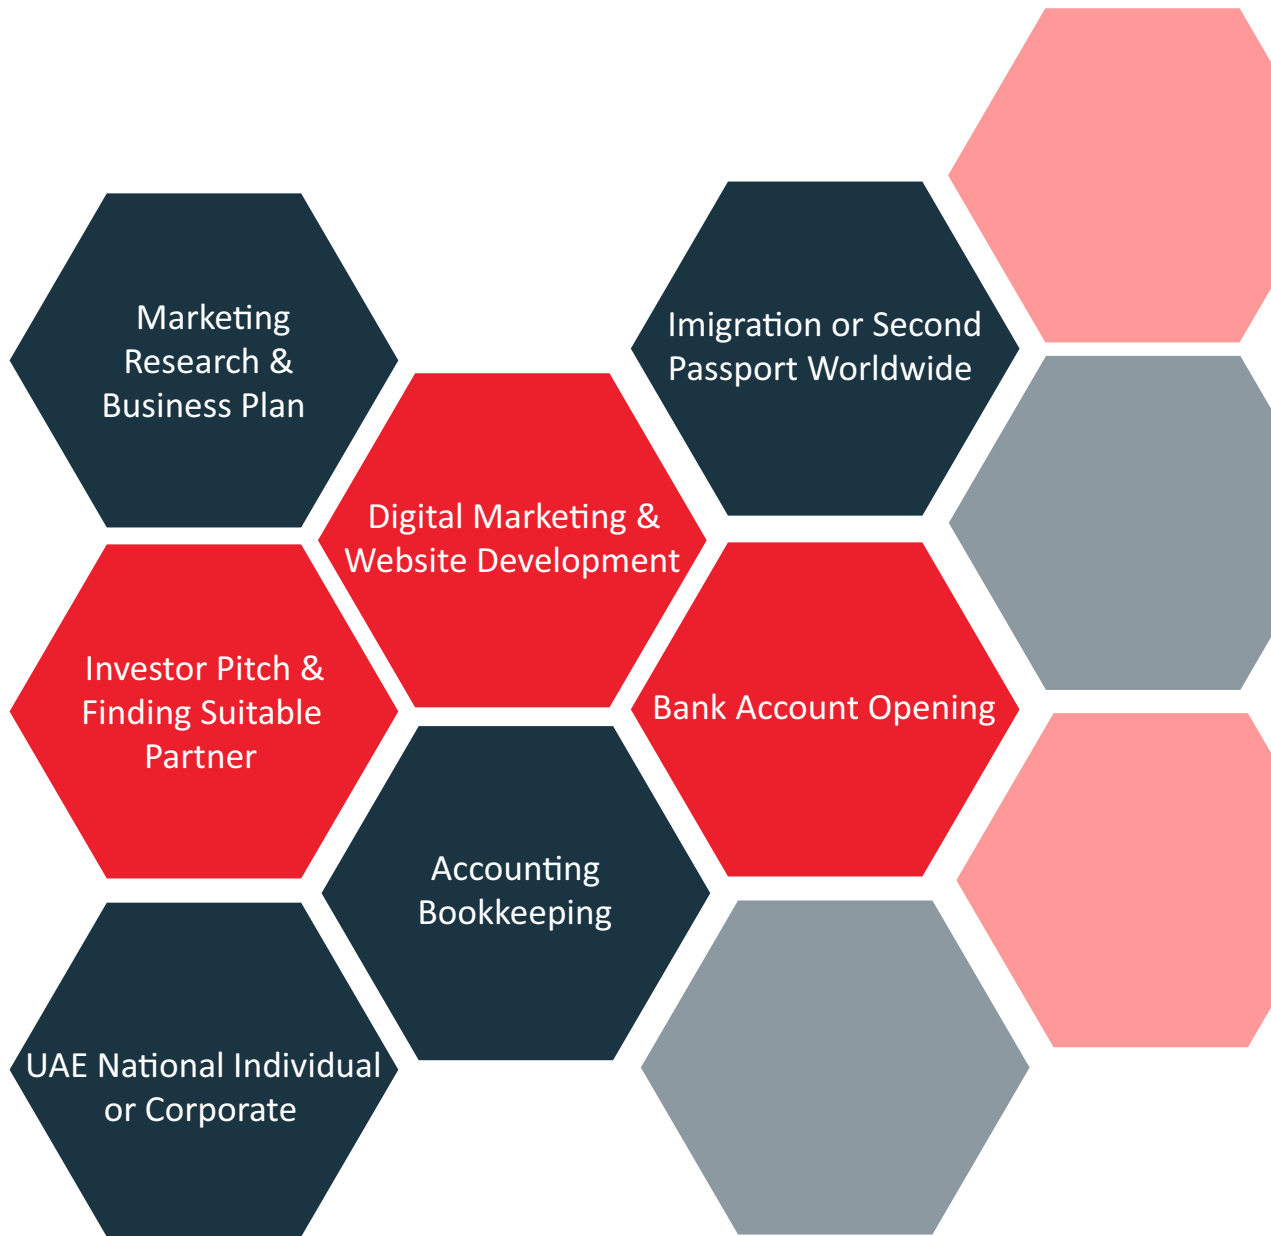 Marketing
Research &
Business Plan
Imigration or Second
Passport Worldwide
Digital Marketing &
Website Development
Investor Pitch &
Finding Suitable
Partner
Bank Account Opening
Accounting
Bookkeeping
UAE National Individual
or Corporate